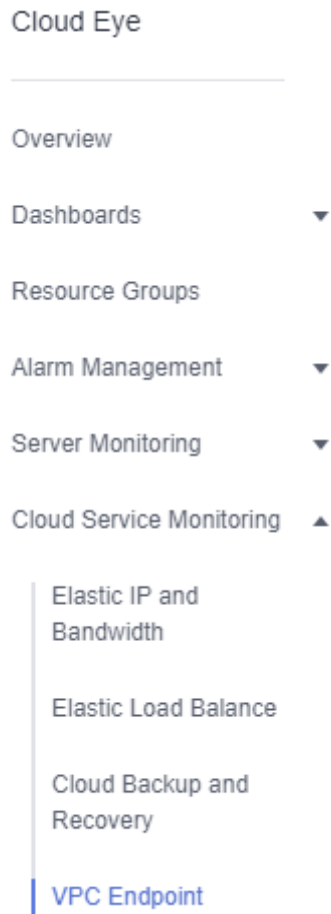 Cloud Eye
Overview
Dashboards
Resource Groups
Alarm Management
Server Monitoring
Cloud Service Monitoring
Elastic IP and
Bandwidth
Elastic Load Balance
Cloud Backup and
Recovery
VPC Endpoint